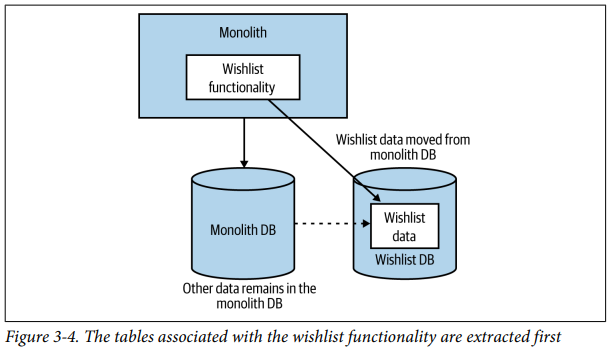 Monolith
Wishlist
functionality
Wishlist data moved from
monolith DB
Monolith DB
Wishlist
data
Wishlist DB
Other data remains in the
monolith DB
Figure 3-4. The tables associated with the wishlist functionality are extracted first